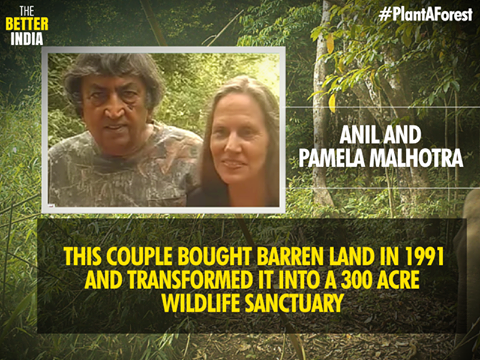 THE
BETTER
INDIA
#PlantAForest
ANIL AND
PAMELA MALHOTRA
THIS COUPLE BOUGHT BARREN LAND IN 1991
AND TRANSFORMED IT INTO A 300 ACRE
WILDLIFE SANCTUARY